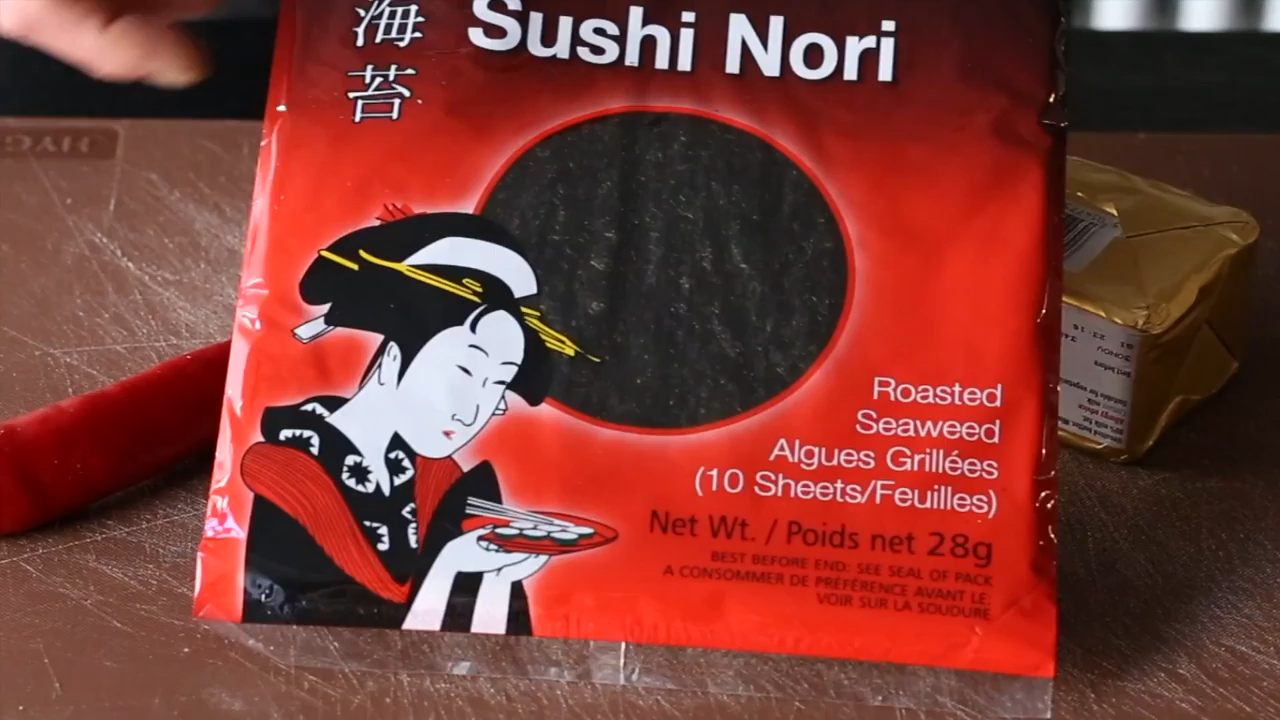 海
苔
Sushi Nori
HYG
Roasted
Seaweed
Algues Grillées
(10 Sheets/Feuilles)
Net Wt. / Poids net 28g
BEST BEFORE END: SEE SEAL OF PACK
A CONSOMMER DE PRÉFÉRENCE AVANT LE:
VOIR SUR LA SOUDURE